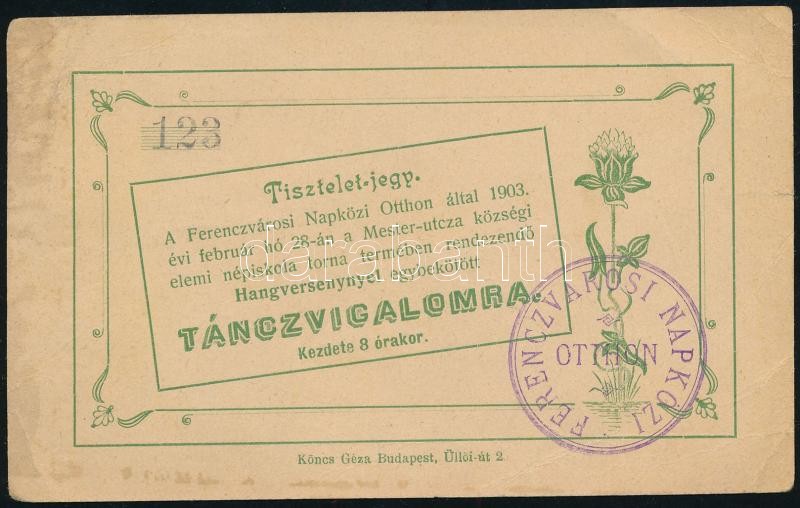 123
Tisztelet-jegy.
A Ferenczvárosi Napközi Otthon által 1903.
évi február hó 28-án a Mester-utcza községi
elemi népiskola torna termében rendezendő
Hangversenynyel egybekötött
TÁNCZVIGALOMRA.
Kezdete 8 órakor.
FERENCZVÁROSI NAPKÖZI
OTTHON
Köncs Géza Budapest, Üllői-út 2
darabanth